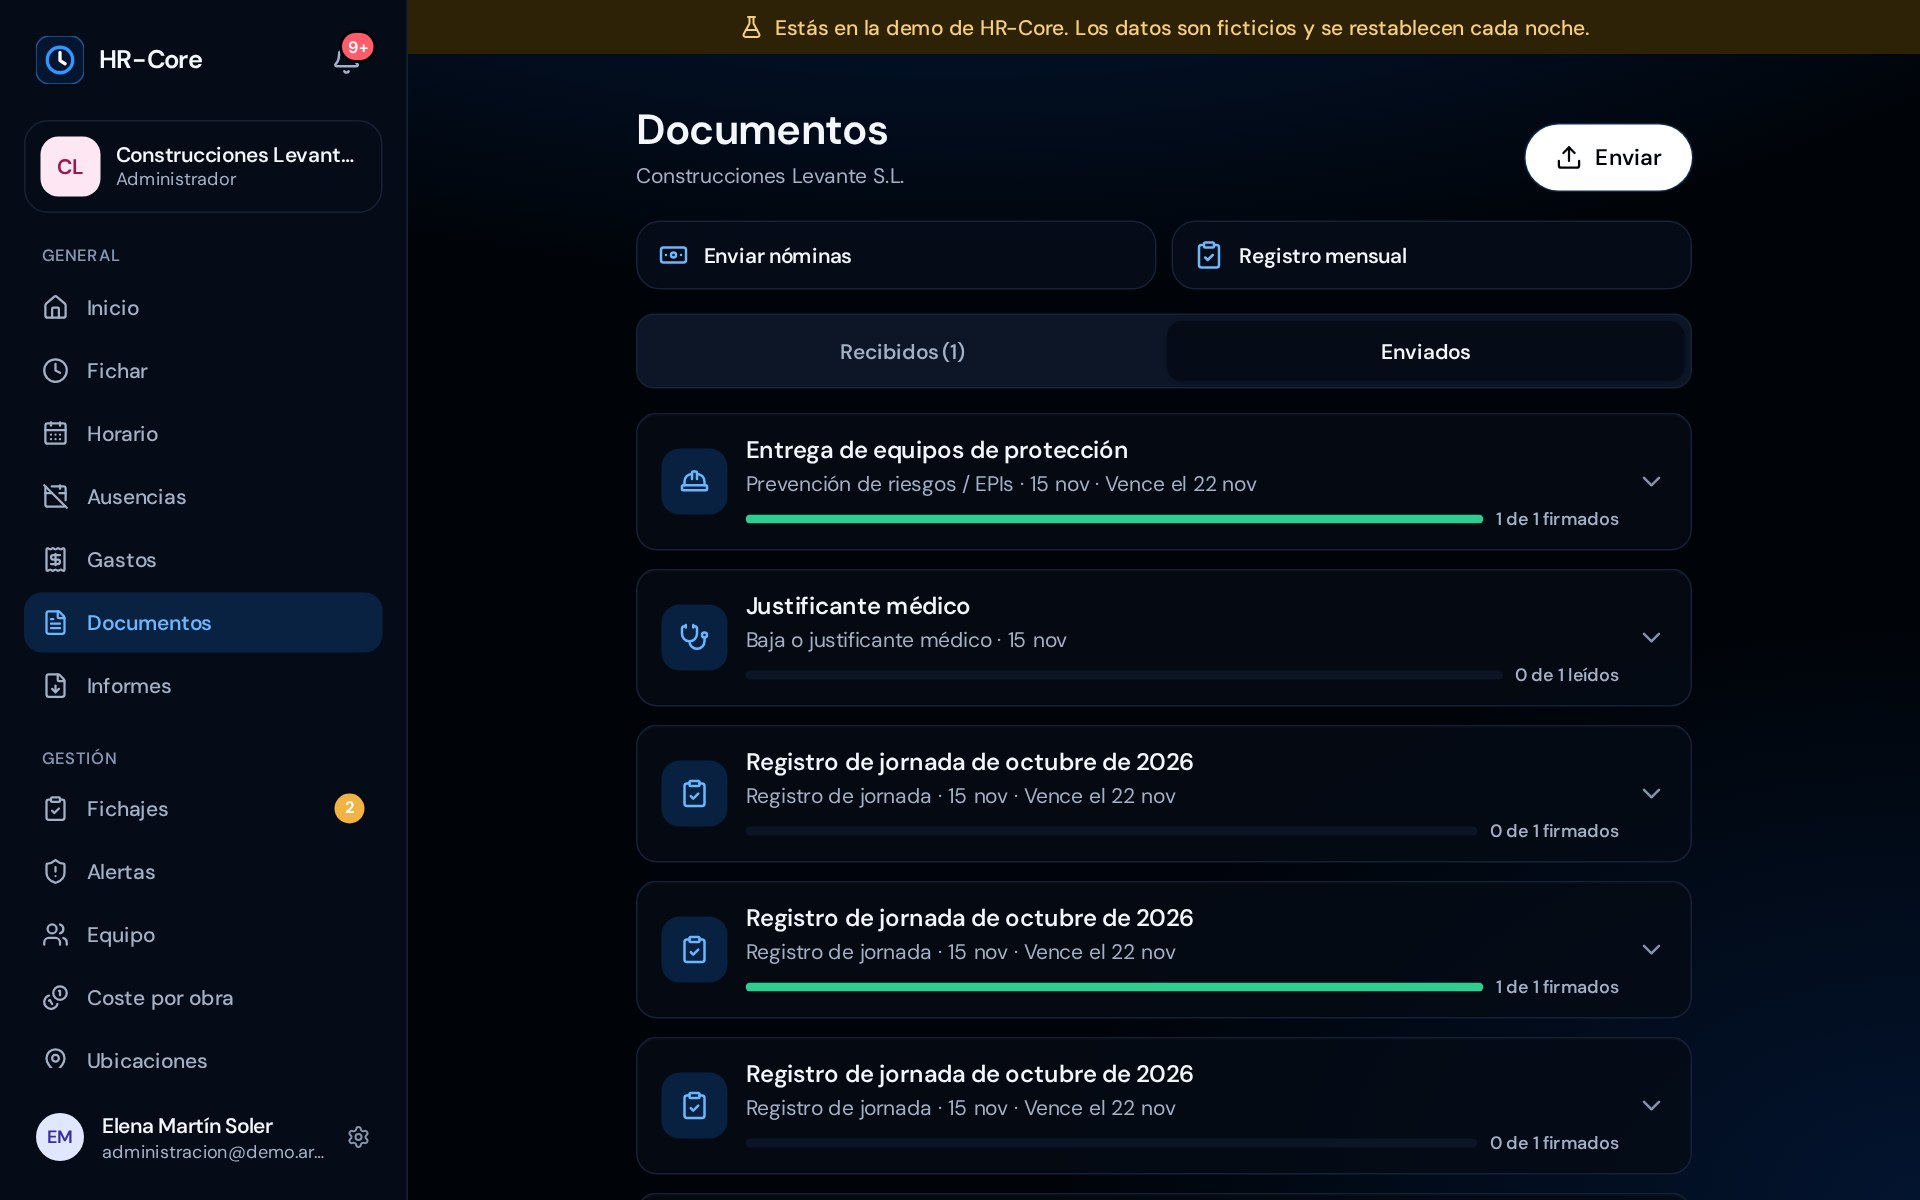 HR-Core
9+
Construcciones Levant...
CL
Administrador
GENERAL
Inicio
Fichar
Horario
Ausencias
Gastos
Documentos
Informes
GESTIÓN
Fichajes
2
Alertas
Equipo
Coste por obra
Ubicaciones
Elena Martín Soler
EM
administracion@demo.ar...
Estás en la demo de HR-Core. Los datos son ficticios y se restablecen cada noche.
Documentos
Construcciones Levante S.L.
Enviar
Enviar nóminas
Registro mensual
Recibidos (1)
Enviados
Entrega de equipos de protección
Prevención de riesgos / EPIs · 15 nov · Vence el 22 nov
1 de 1 firmados
Justificante médico
Baja o justificante médico · 15 nov
0 de 1 leídos
Registro de jornada de octubre de 2026
Registro de jornada · 15 nov · Vence el 22 nov
0 de 1 firmados
Registro de jornada de octubre de 2026
Registro de jornada · 15 nov · Vence el 22 nov
1 de 1 firmados
Registro de jornada de octubre de 2026
Registro de jornada · 15 nov · Vence el 22 nov
0 de 1 firmados